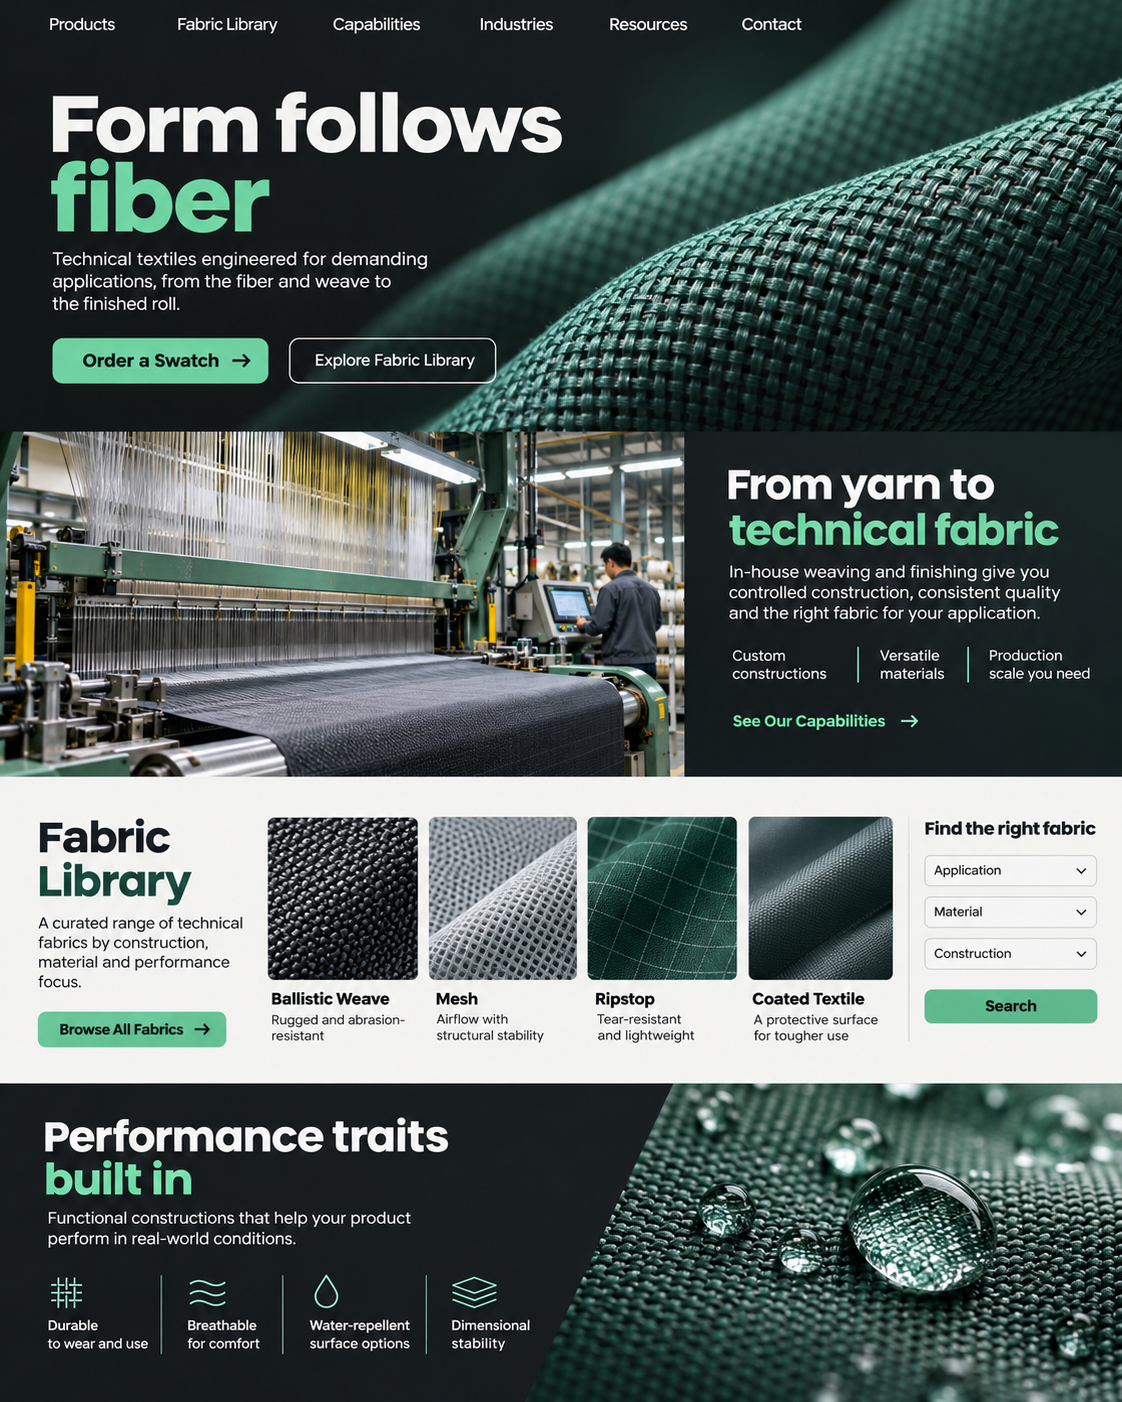 Products
Fabric Library
Capabilities
Industries
Resources
Contact
Form follows
fiber
Technical textiles engineered for demanding
applications, from the fiber and weave to
the finished roll.
Order a Swatch
Explore Fabric Library
From yarn to
technical fabric
In-house weaving and finishing give you
controlled construction, consistent quality
and the right fabric for your application.
Custom
constructions
Versatile
materials
Production
scale you need
See Our Capabilities
Fabric
Library
A curated range of technical
fabrics by construction,
material and performance
focus.
Browse All Fabrics
Ballistic Weave
Rugged and abrasion-
resistant
Mesh
Airflow with
structural stability
Ripstop
Tear-resistant
and lightweight
Coated Textile
A protective surface
for tougher use
Find the right fabric
Application
Material
Construction
Search
Performance traits
built in
Functional constructions that help your product
perform in real-world conditions.
Durable
to wear and use
Breathable
for comfort
Water-repellent
surface options
Dimensional
stability